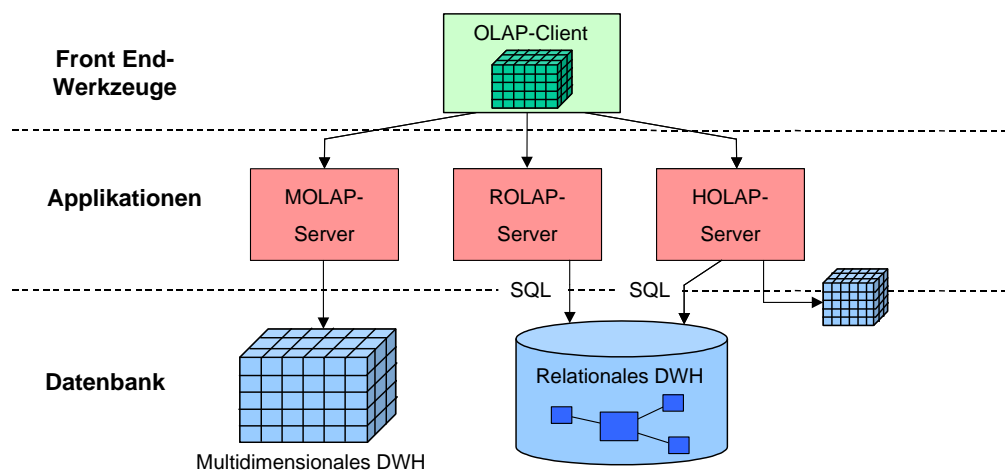 OLAP-Client
Front End-
Werkzeuge
Applikationen
MOLAP-
Server
ROLAP-
Server
HOLAP-
Server
SQL
SQL
Datenbank
Relationales DWH
Multidimensionales DWH